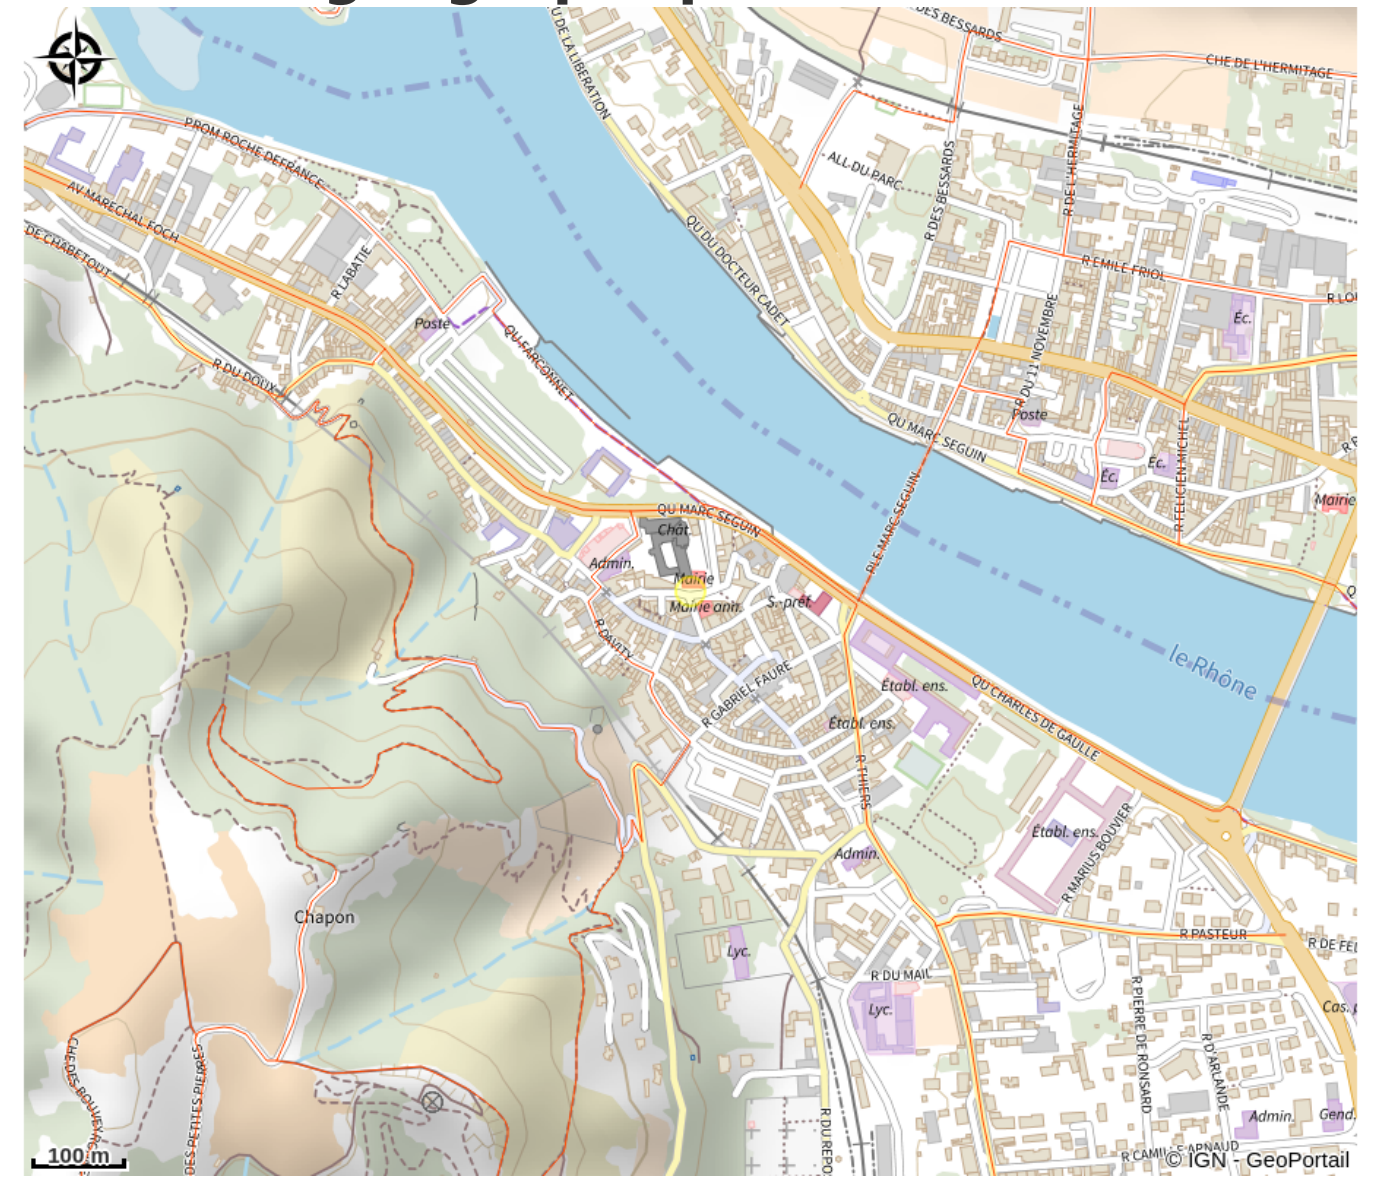 DES BESSARDS
CHE DE L'HERMITAGE
U DE LA LIBERATION
PROM ROCHE DEFRANCE
ALL DU PARC
R DES BESSARDS
R DE L'HERMITAGE
AV MARECHAL FOCH
DE CHABETOUT
R LABATIE
QU DU DOCTEUR CADET
R EMILE FRIOL
R LOI
Poste
Éc.
QU FARCONNET
R DU 11 NOVEMBRE
R DU DOUX
Poste
QU MARC SEGUIN
R FELICIEN MICHEL
Éc.
Éc.
Mairie
QU MARC SEGUIN
Chât.
PLE MARC SEGUIN
Admin.
Mairie
Mairie ann.
S.-préf.
R DAVITY
le Rhône
R GABRIEL FAURE
Établ. ens.
QU CHARLES DE GAULLE
Établ. ens.
R THIERS
Établ. ens.
R MARIUS BOUVIER
Admin.
Chapon
R PASTEUR
R DE FEL
Lyc.
R DU MAIL
Lyc.
Cas. p
R PIERRE DE RONSARD
R D'ARLANDE
CHE DES BOUVEYRO
DES PETITES PIERRES
R DU REPO
Admin.
Gend.
R CAMILLE ARNAUD
100 m
© IGN - GeoPortail